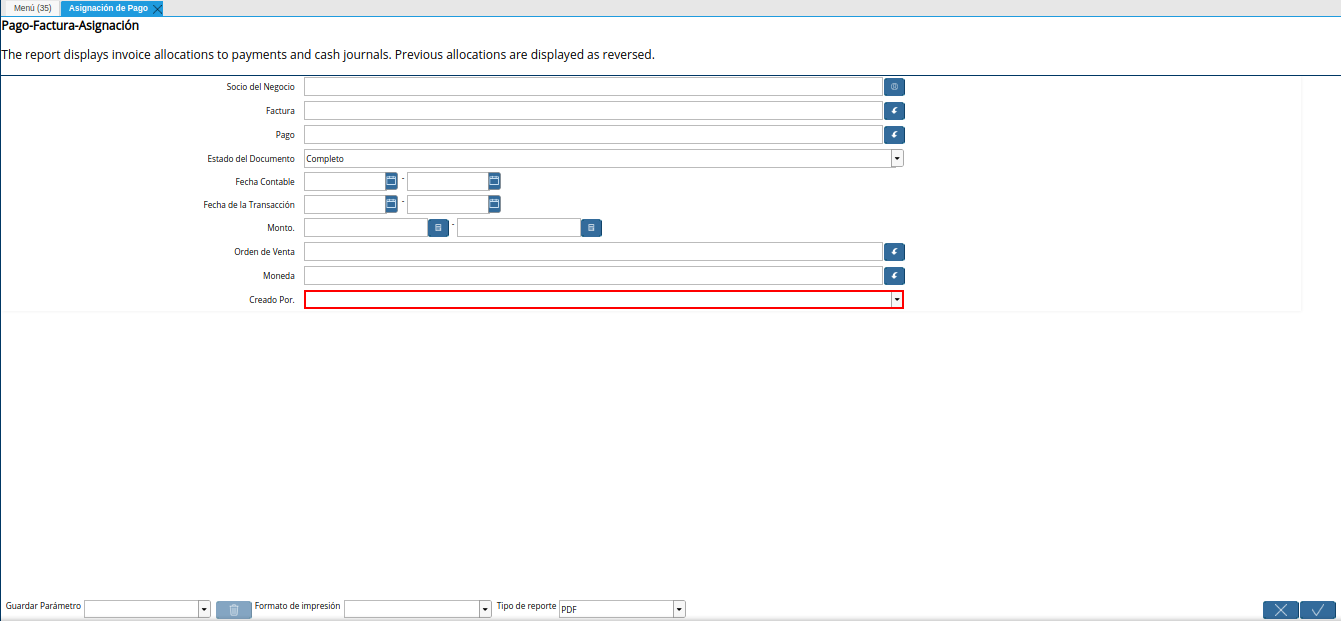 Menú (35) Asignación de Pago
Pago-Factura-Asignación
The report displays invoice allocations to payments and cash journals. Previous allocations are displayed as reversed.
Socio del Negocio
Factura
Pago
Estado del Documento Completo
Fecha Contable -
Fecha de la Transacción -
Monto. -
Orden de Venta
Moneda
Creado Por.
Guardar Parámetro Formato de impresión Tipo de reporte PDF